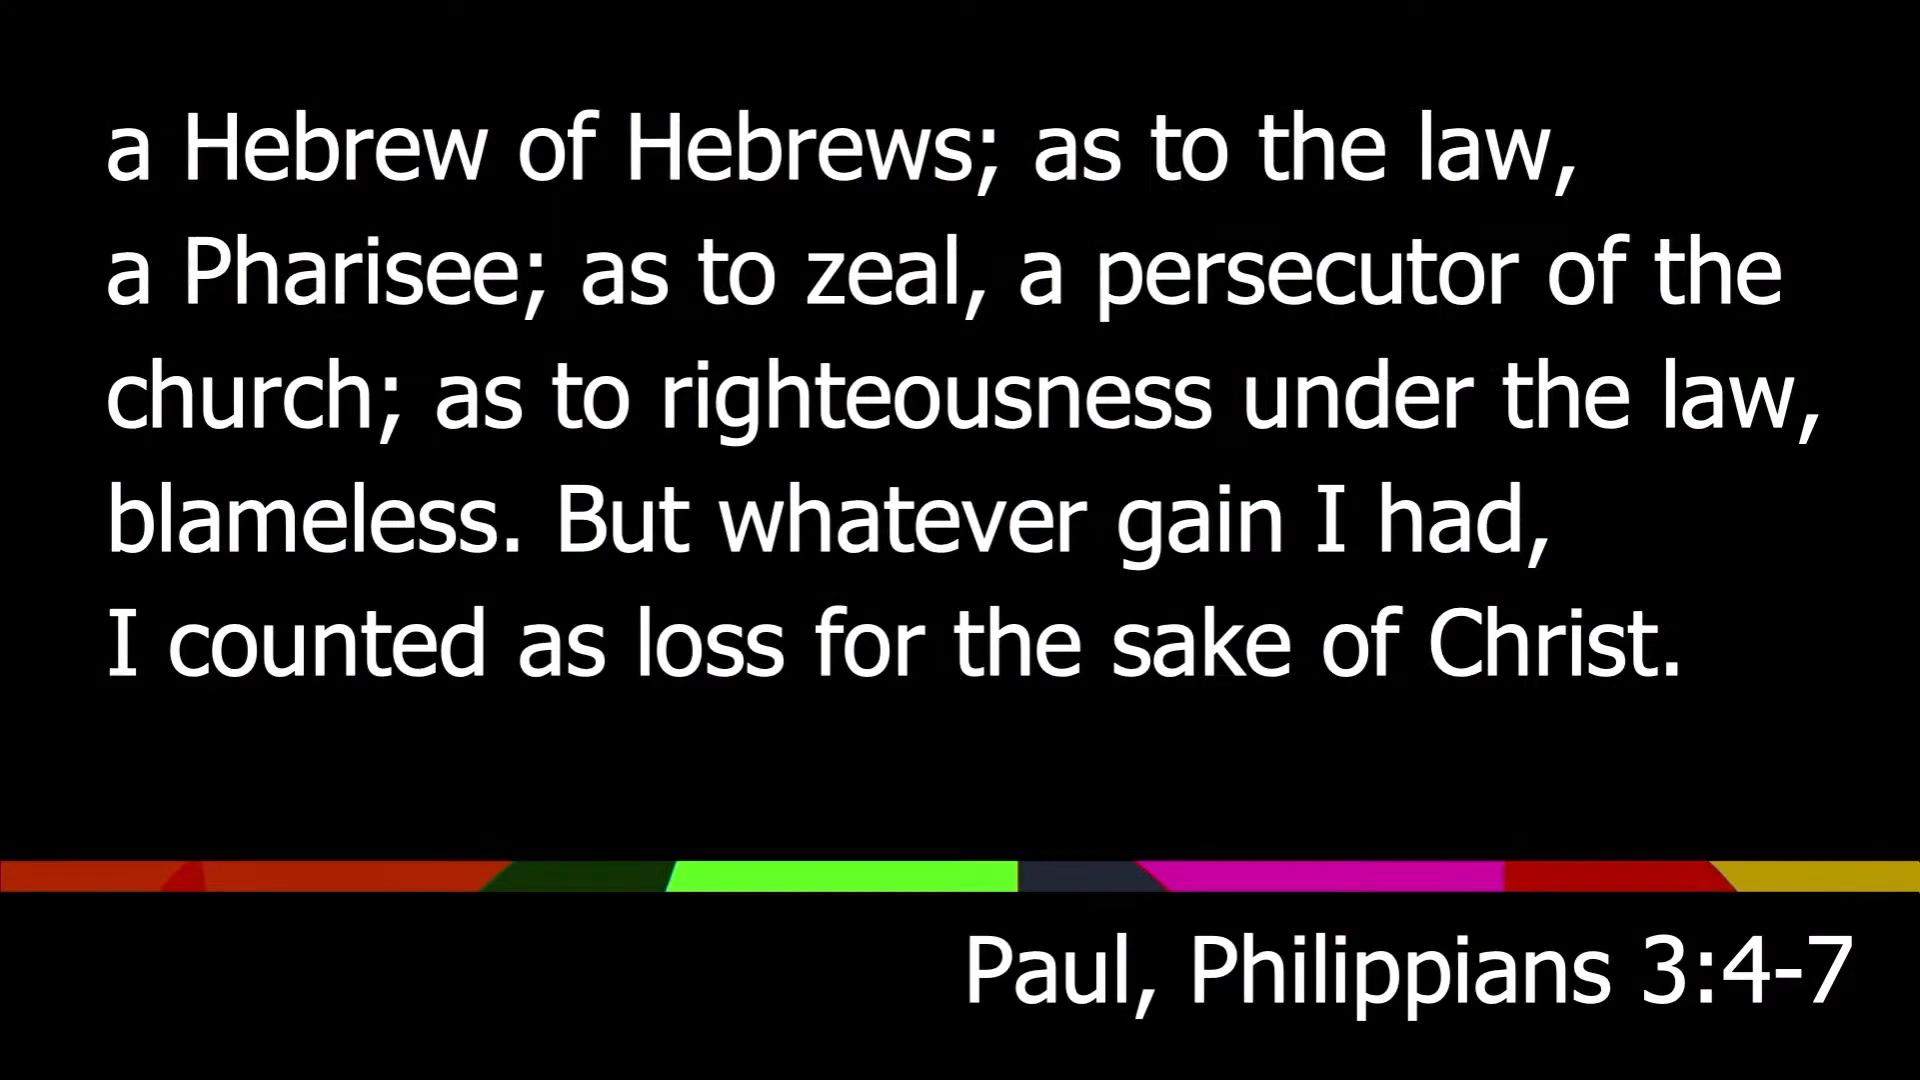 a Hebrew of Hebrews; as to the law,
a Pharisee; as to zeal, a persecutor of the
church; as to righteousness under the law,
blameless. But whatever gain I had,
I counted as loss for the sake of Christ.
Paul, Philippians 3:4-7